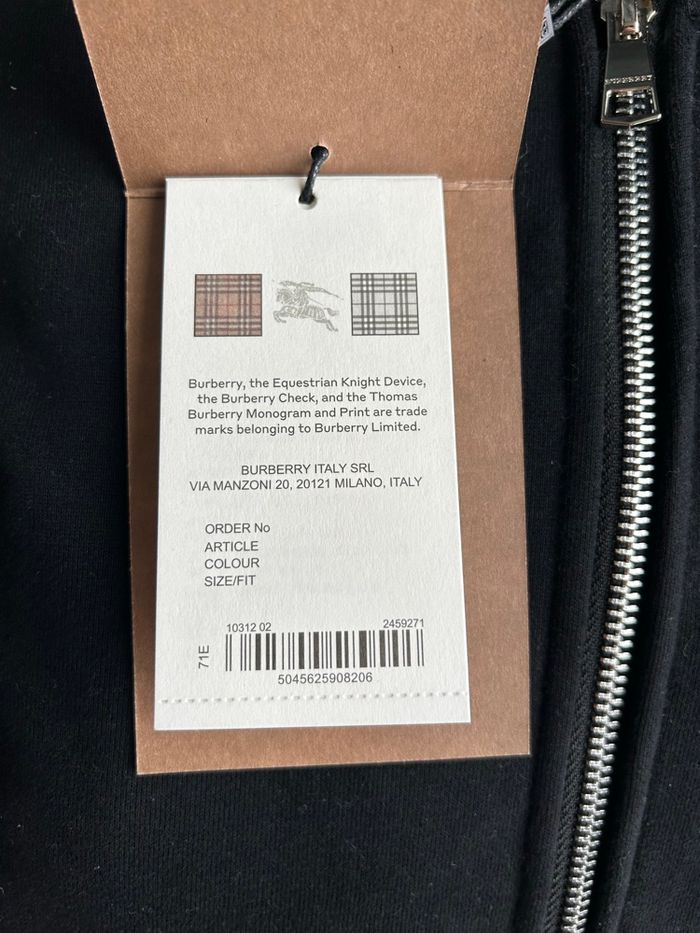 BURBERRY
Burberry, the Equestrian Knight Device,
the Burberry Check, and the Thomas
Burberry Monogram and Print are trade
marks belonging to Burberry Limited.
BURBERRY ITALY SRL
VIA MANZONI 20, 20121 MILANO, ITALY
ORDER No
ARTICLE
COLOUR
SIZE/FIT
10312 02 2459271
71E
5045625908206